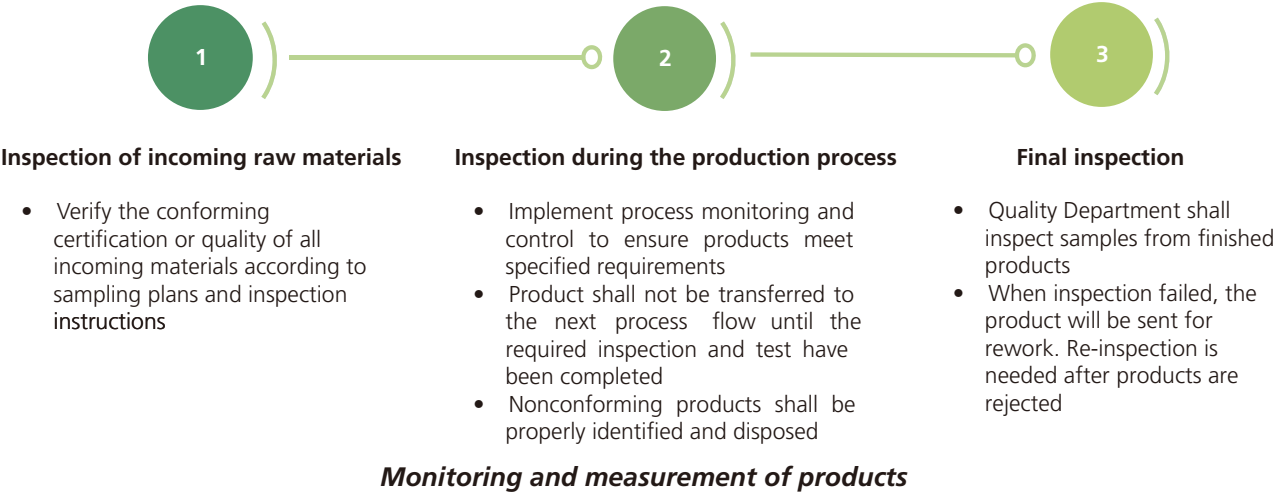 1
2
3
Inspection of incoming raw materials
• Verify the conforming
certification or quality of all
incoming materials according to
sampling plans and inspection
instructions
Inspection during the production process
• Implement process monitoring and
control to ensure products meet
specified requirements
• Product shall not be transferred to
the next process flow until the
required inspection and test have
been completed
• Nonconforming products shall be
properly identified and disposed
Final inspection
• Quality Department shall
inspect samples from finished
products
• When inspection failed, the
product will be sent for
rework. Re-inspection is
needed after products are
rejected
Monitoring and measurement of products